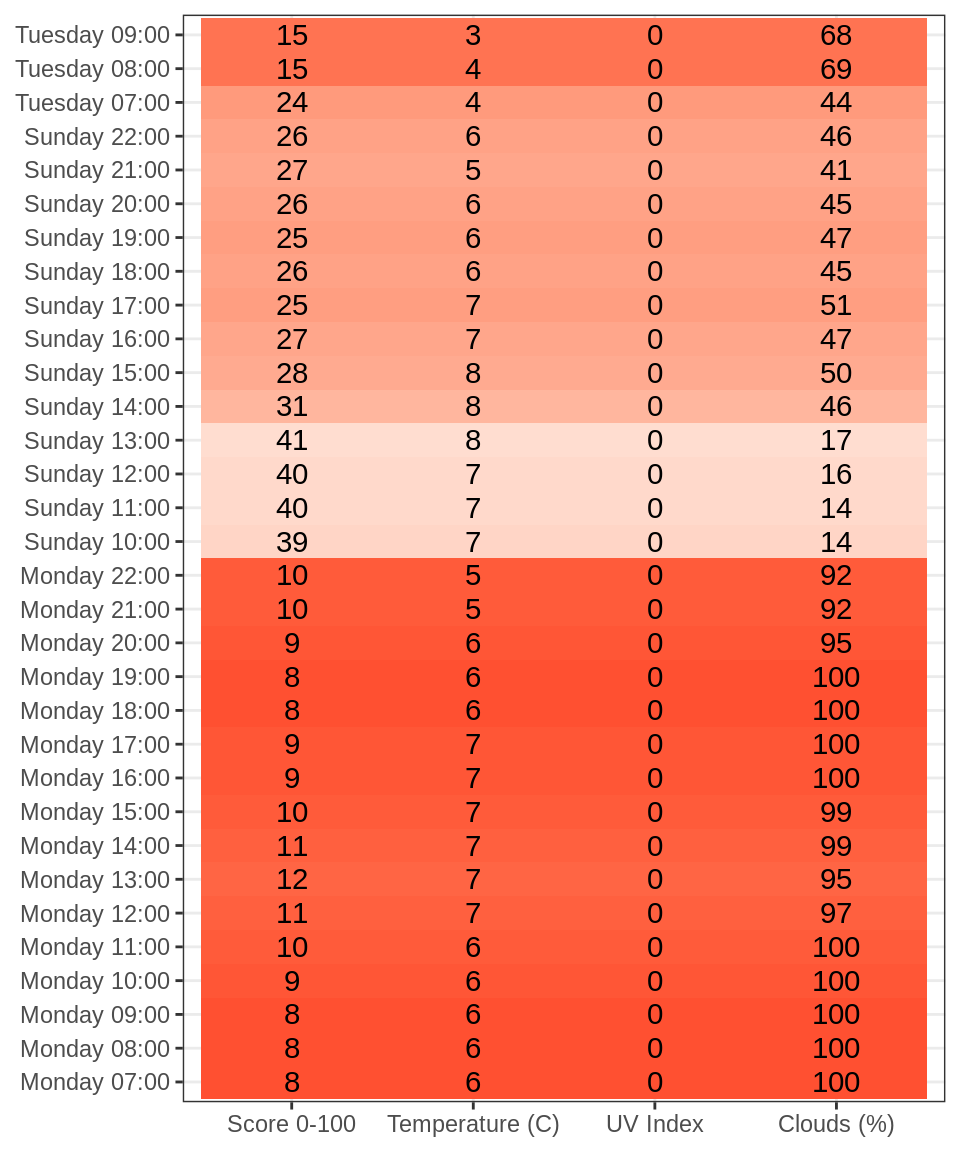 Tuesday 09:00 15 3 0 68
Tuesday 08:00 15 4 0 69
Tuesday 07:00 24 4 0 44
Sunday 22:00 26 6 0 46
Sunday 21:00 27 5 0 41
Sunday 20:00 26 6 0 45
Sunday 19:00 25 6 0 47
Sunday 18:00 26 6 0 45
Sunday 17:00 25 7 0 51
Sunday 16:00 27 7 0 47
Sunday 15:00 28 8 0 50
Sunday 14:00 31 8 0 46
Sunday 13:00 41 8 0 17
Sunday 12:00 40 7 0 16
Sunday 11:00 40 7 0 14
Sunday 10:00 39 7 0 14
Monday 22:00 10 5 0 92
Monday 21:00 10 5 0 92
Monday 20:00 9 6 0 95
Monday 19:00 8 6 0 100
Monday 18:00 8 6 0 100
Monday 17:00 9 7 0 100
Monday 16:00 9 7 0 100
Monday 15:00 10 7 0 99
Monday 14:00 11 7 0 99
Monday 13:00 12 7 0 95
Monday 12:00 11 7 0 97
Monday 11:00 10 6 0 100
Monday 10:00 9 6 0 100
Monday 09:00 8 6 0 100
Monday 08:00 8 6 0 100
Monday 07:00 8 6 0 100
Score 0-100 Temperature (C) UV Index Clouds (%)